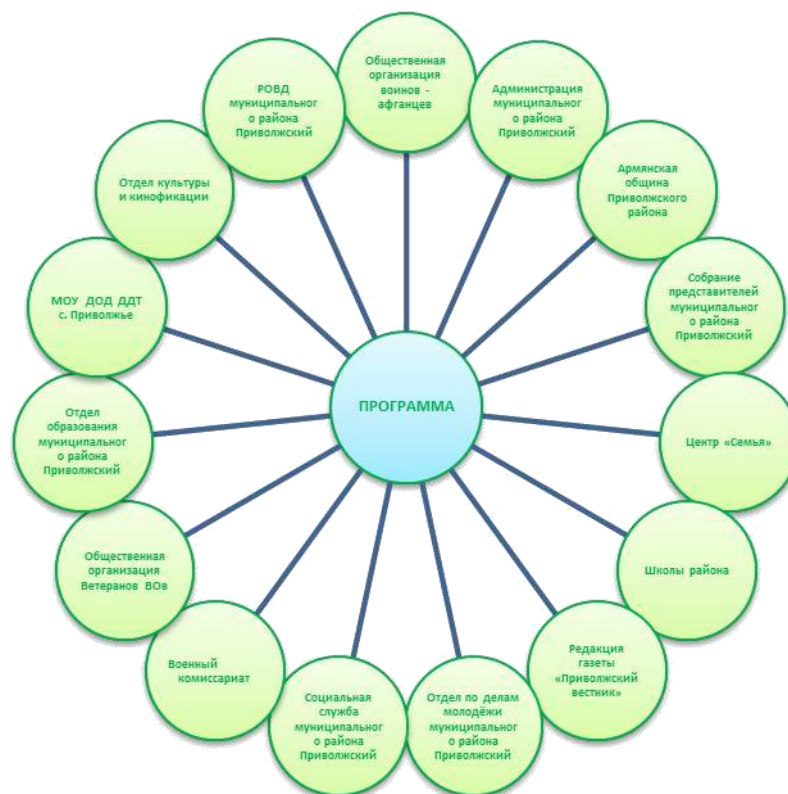 Общественная
организация
воинов -
афганцев
Администрация
муниципальног
о района
Приволжский
Армянская
община
Приволжского
района
Собрание
представителей
муниципальног
о района
Приволжский
Центр «Семья»
Школы района
Редакция
газеты
«Приволжский
вестник»
Отдел по делам
молодёжи
муниципальног
о района
Приволжский
Социальная
служба
муниципальног
о района
Приволжский
Военный
комиссариат
Общественная
организация
Ветеранов ВОв
Отдел
образования
муниципальног
о района
Приволжский
МОУ ДОД ДДТ
с. Приволжье
Отдел культуры
и кинофикации
РОВД
муниципальног
о района
Приволжский
ПРОГРАММА